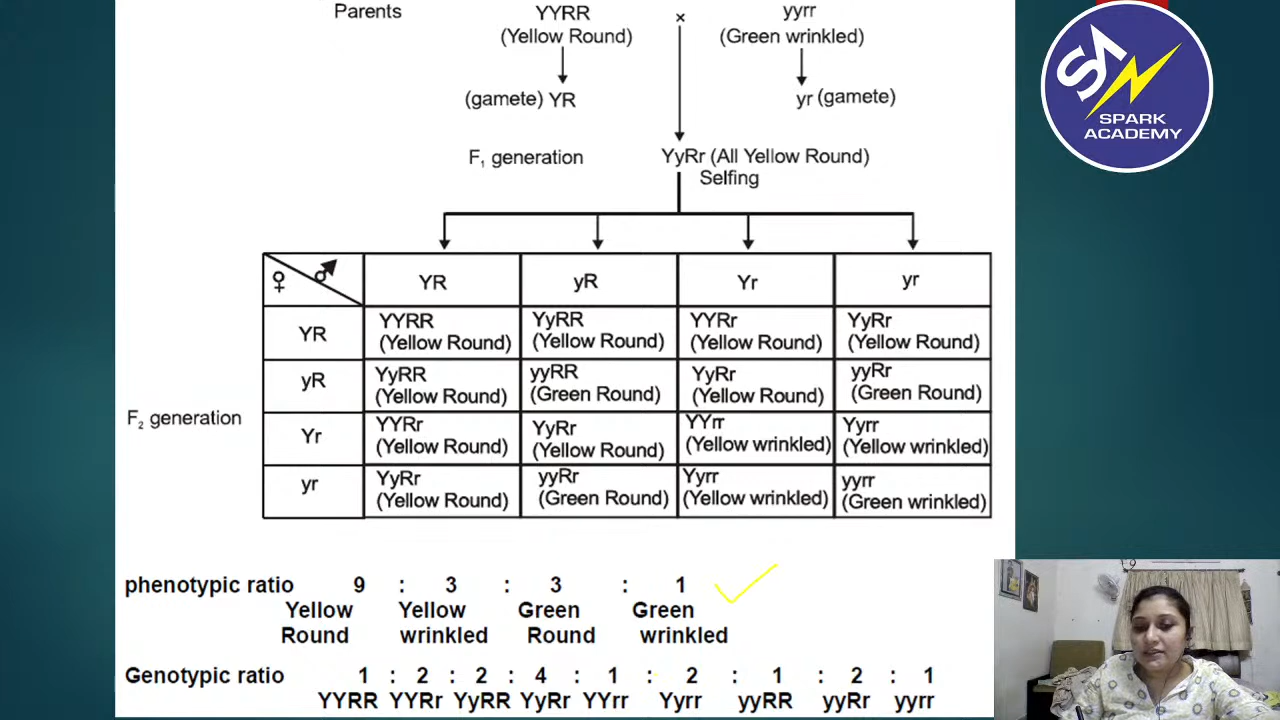 Parents YYRR × yyrr
(Yellow Round) (Green wrinkled)
(gamete) YR yr (gamete)
F₁ generation YyRr (All Yellow Round)
Selfing
♀ ♂ YR yR Yr yr
YR YYRR YyRR YYRr YyRr
(Yellow Round) (Yellow Round) (Yellow Round) (Yellow Round)
yR YyRR yyRR YyRr yyRr
(Yellow Round) (Green Round) (Yellow Round) (Green Round)
F₂ generation
Yr YYRr YyRr YYrr Yyrr
(Yellow Round) (Yellow Round) (Yellow wrinkled) (Yellow wrinkled)
yr YyRr yyRr Yyrr yyrr
(Yellow Round) (Green Round) (Yellow wrinkled) (Green wrinkled)
phenotypic ratio 9 : 3 : 3 : 1
Yellow Yellow Green Green
Round wrinkled Round wrinkled
Genotypic ratio 1 : 2 : 2 : 4 : 1 : 2 : 1 : 2 : 1
YYRR YYRr YyRR YyRr YYrr Yyrr yyRR yyRr yyrr
SA
SPARK
ACADEMY